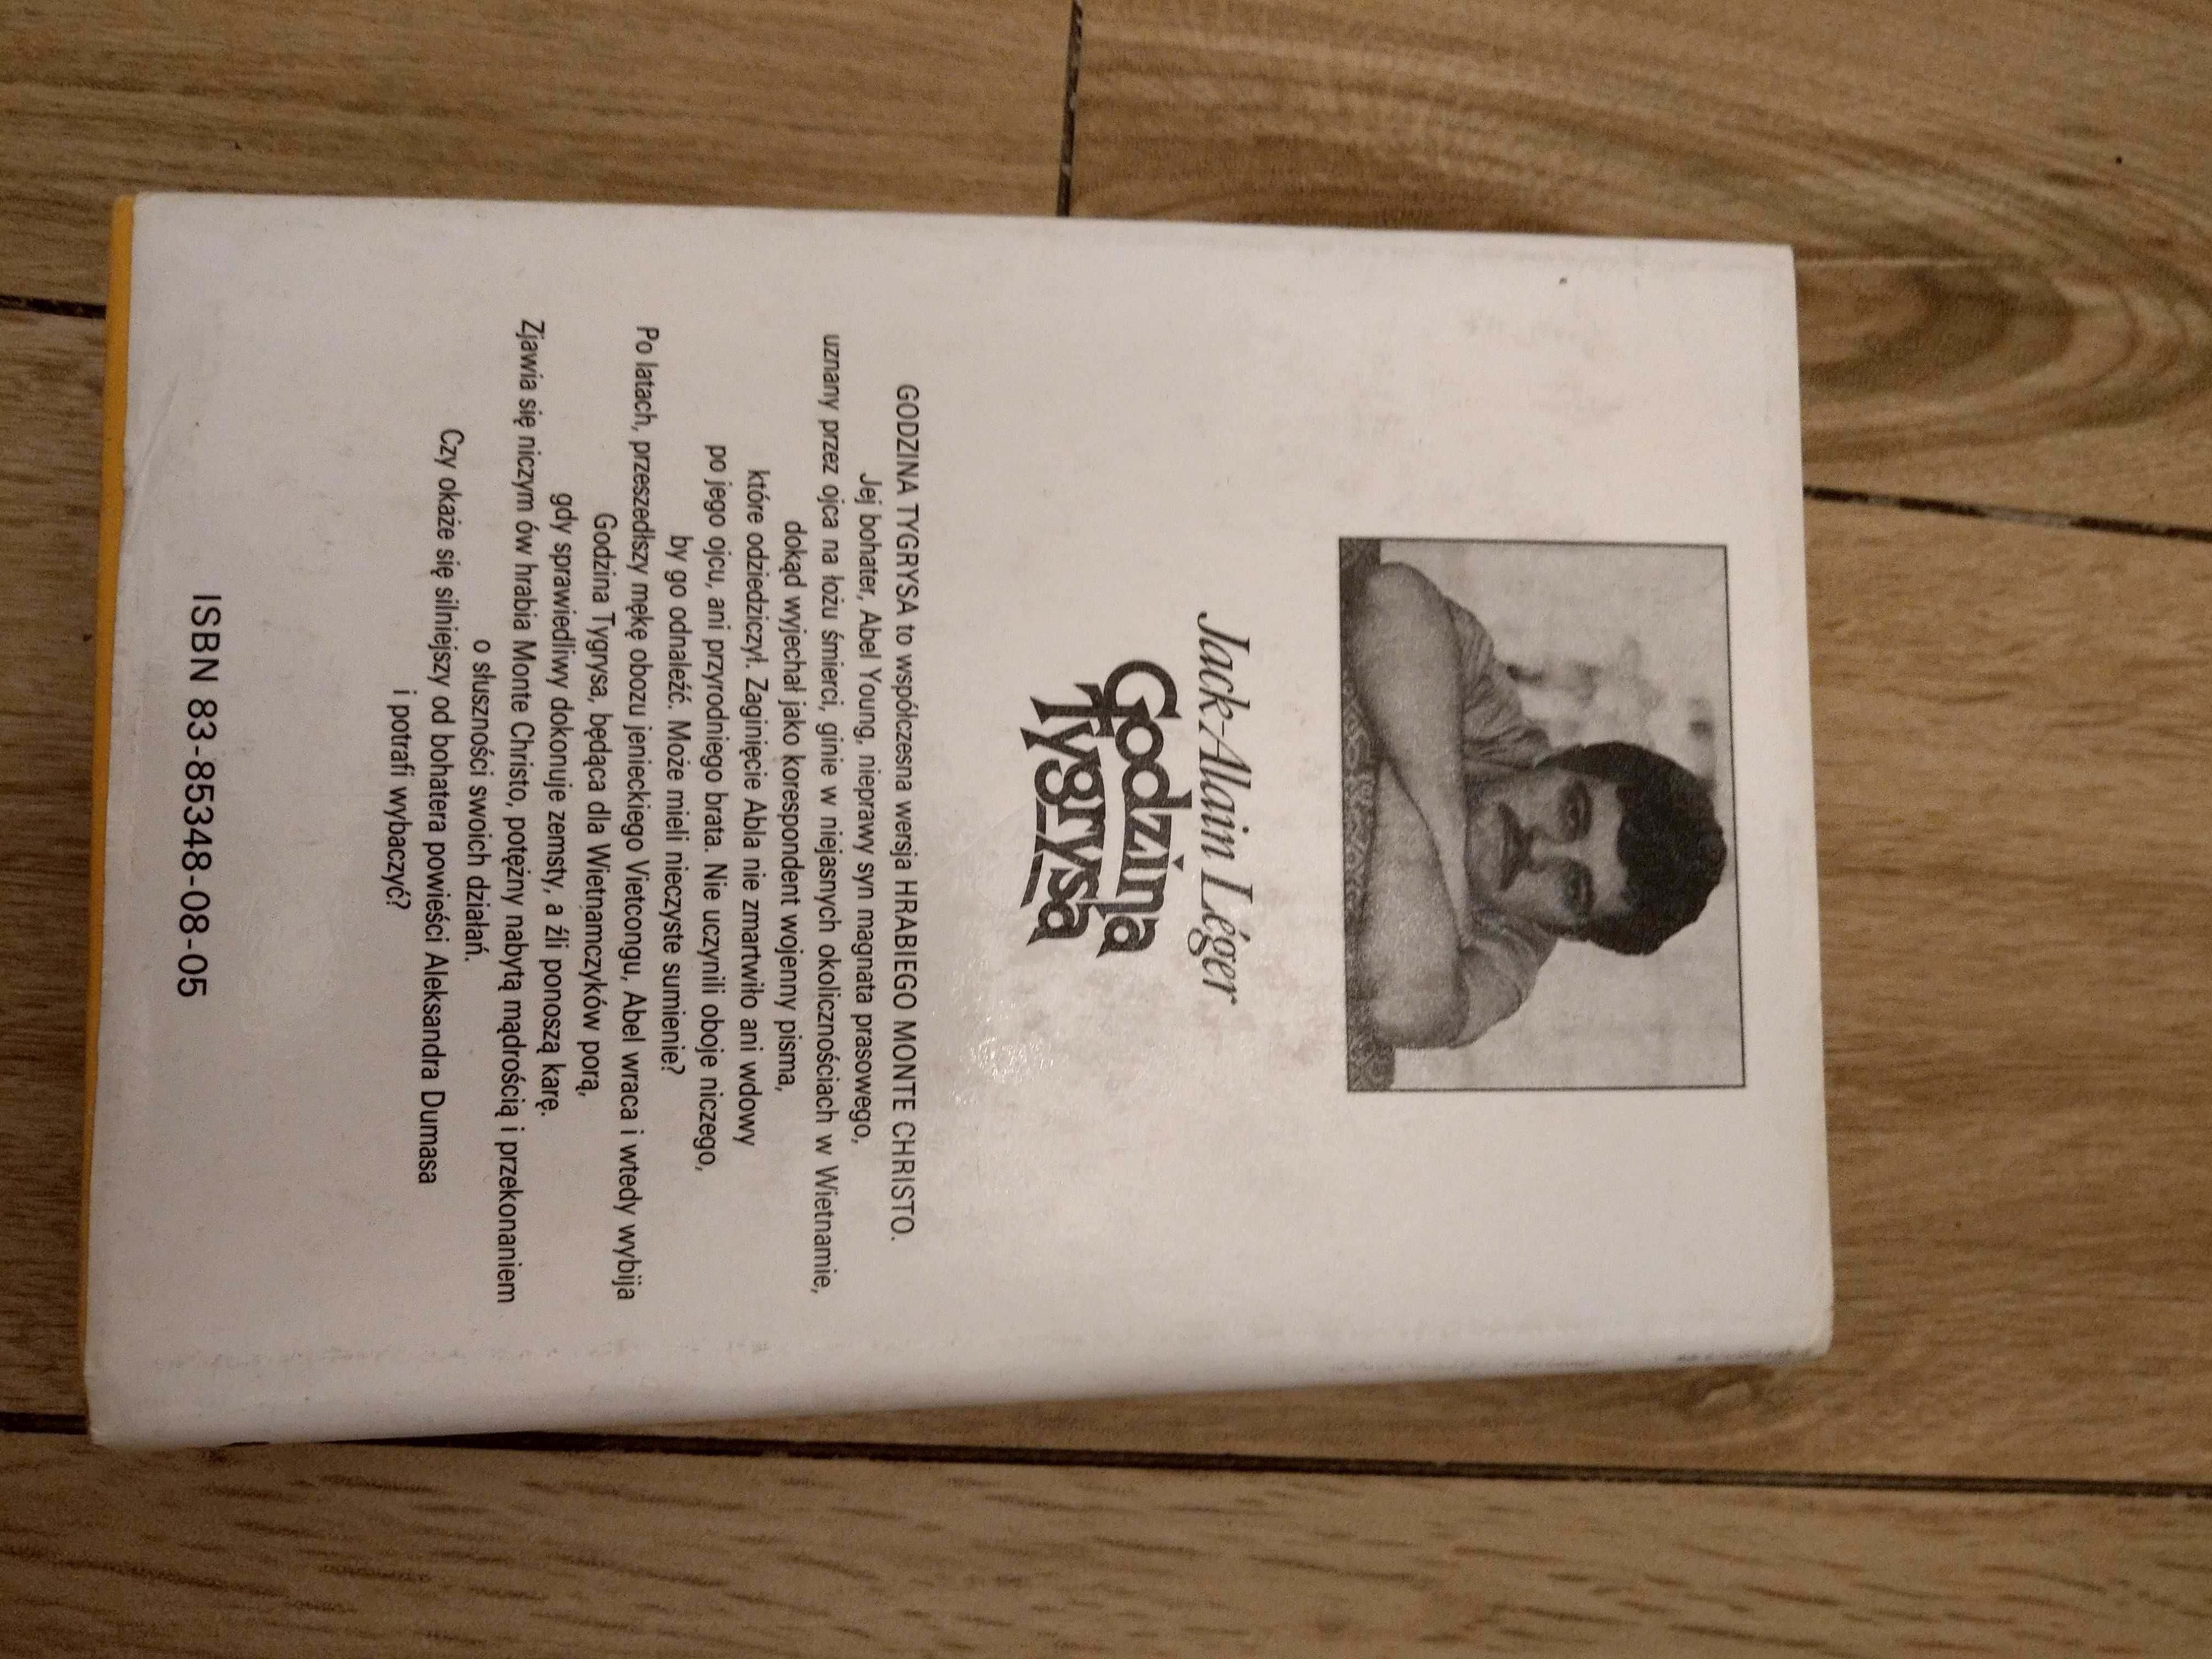 Jack-Alain Léger
Godzina
Tygrysa
GODZINA TYGRYSA to współczesna wersja HRABIEGO MONTE CHRISTO.
Jej bohater, Abel Young, nieprawy syn magnata prasowego,
uznany przez ojca na łożu śmierci, ginie w niejasnych okolicznościach w Wietnamie,
dokąd wyjechał jako korespondent wojenny pisma,
które odziedziczył. Zaginięcie Abla nie zmartwiło ani wdowy
po jego ojcu, ani przyrodniego brata. Nie uczynili oboje niczego,
by go odnaleźć. Może mieli nieczyste sumienie?
Po latach, przeszedłszy mękę obozu jenieckiego Vietcongu, Abel wraca i wtedy wybija
Godzina Tygrysa, będąca dla Wietnamczyków porą,
gdy sprawiedliwy dokonuje zemsty, a źli ponoszą karę.
Zjawia się niczym ów hrabia Monte Christo, potężny nabytą mądrością i przekonaniem
o słuszności swoich działań.
Czy okaże się silniejszy od bohatera powieści Aleksandra Dumasa
i potrafi wybaczyć?
ISBN 83-85348-08-05